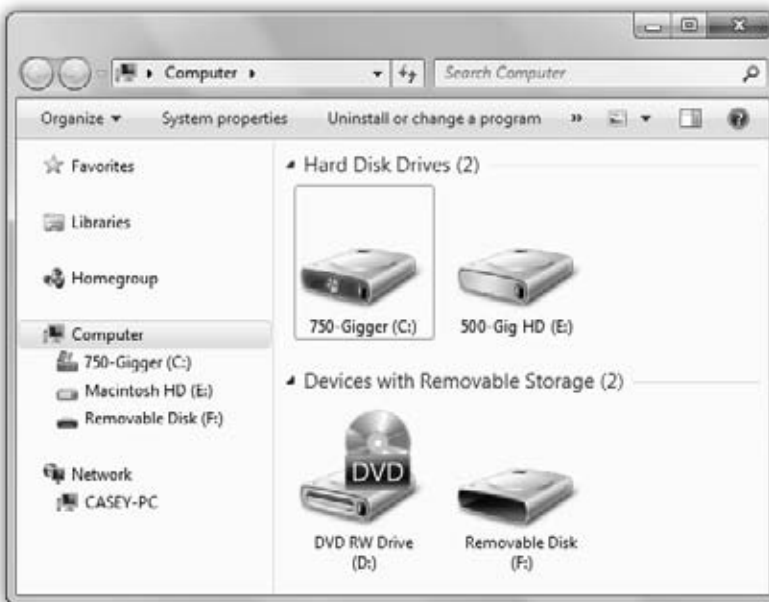 Computer
Search Computer
Organize System properties Uninstall or change a program »
Favorites
Libraries
Homegroup
Computer
750-Gigger (C:)
Macintosh HD (E:)
Removable Disk (F:)
Network
CASEY-PC
Hard Disk Drives (2)
750-Gigger (C:)
500-Gig HD (E:)
Devices with Removable Storage (2)
DVD
DVD RW Drive
(D:)
Removable Disk
(F:)